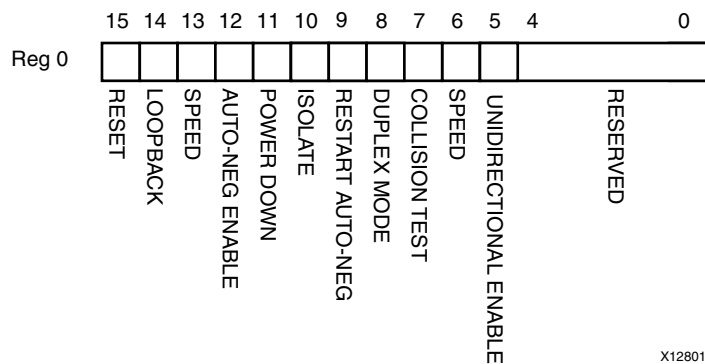 15 14 13 12 11 10 9 8 7 6 5 4 0
Reg 0
RESET
LOOPBACK
SPEED
AUTO-NEG ENABLE
POWER DOWN
ISOLATE
RESTART AUTO-NEG
DUPLEX MODE
COLLISION TEST
SPEED
UNIDIRECTIONAL ENABLE
RESERVED
X12801